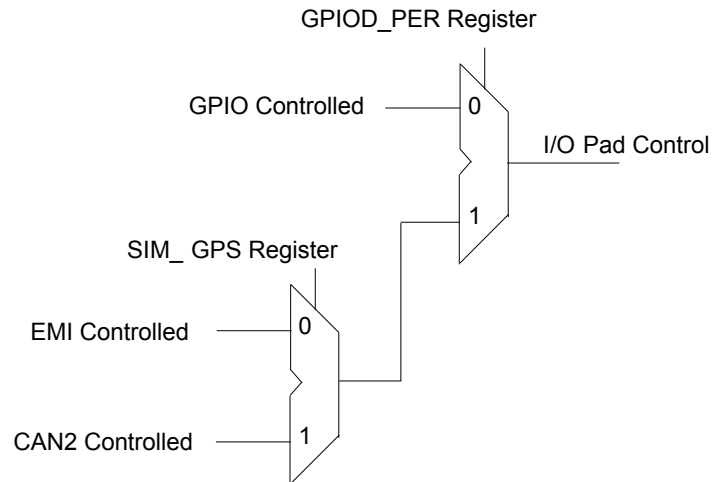 GPIOD_PER Register
GPIO Controlled
0
I/O Pad Control
1
SIM_ GPS Register
EMI Controlled
0
CAN2 Controlled
1